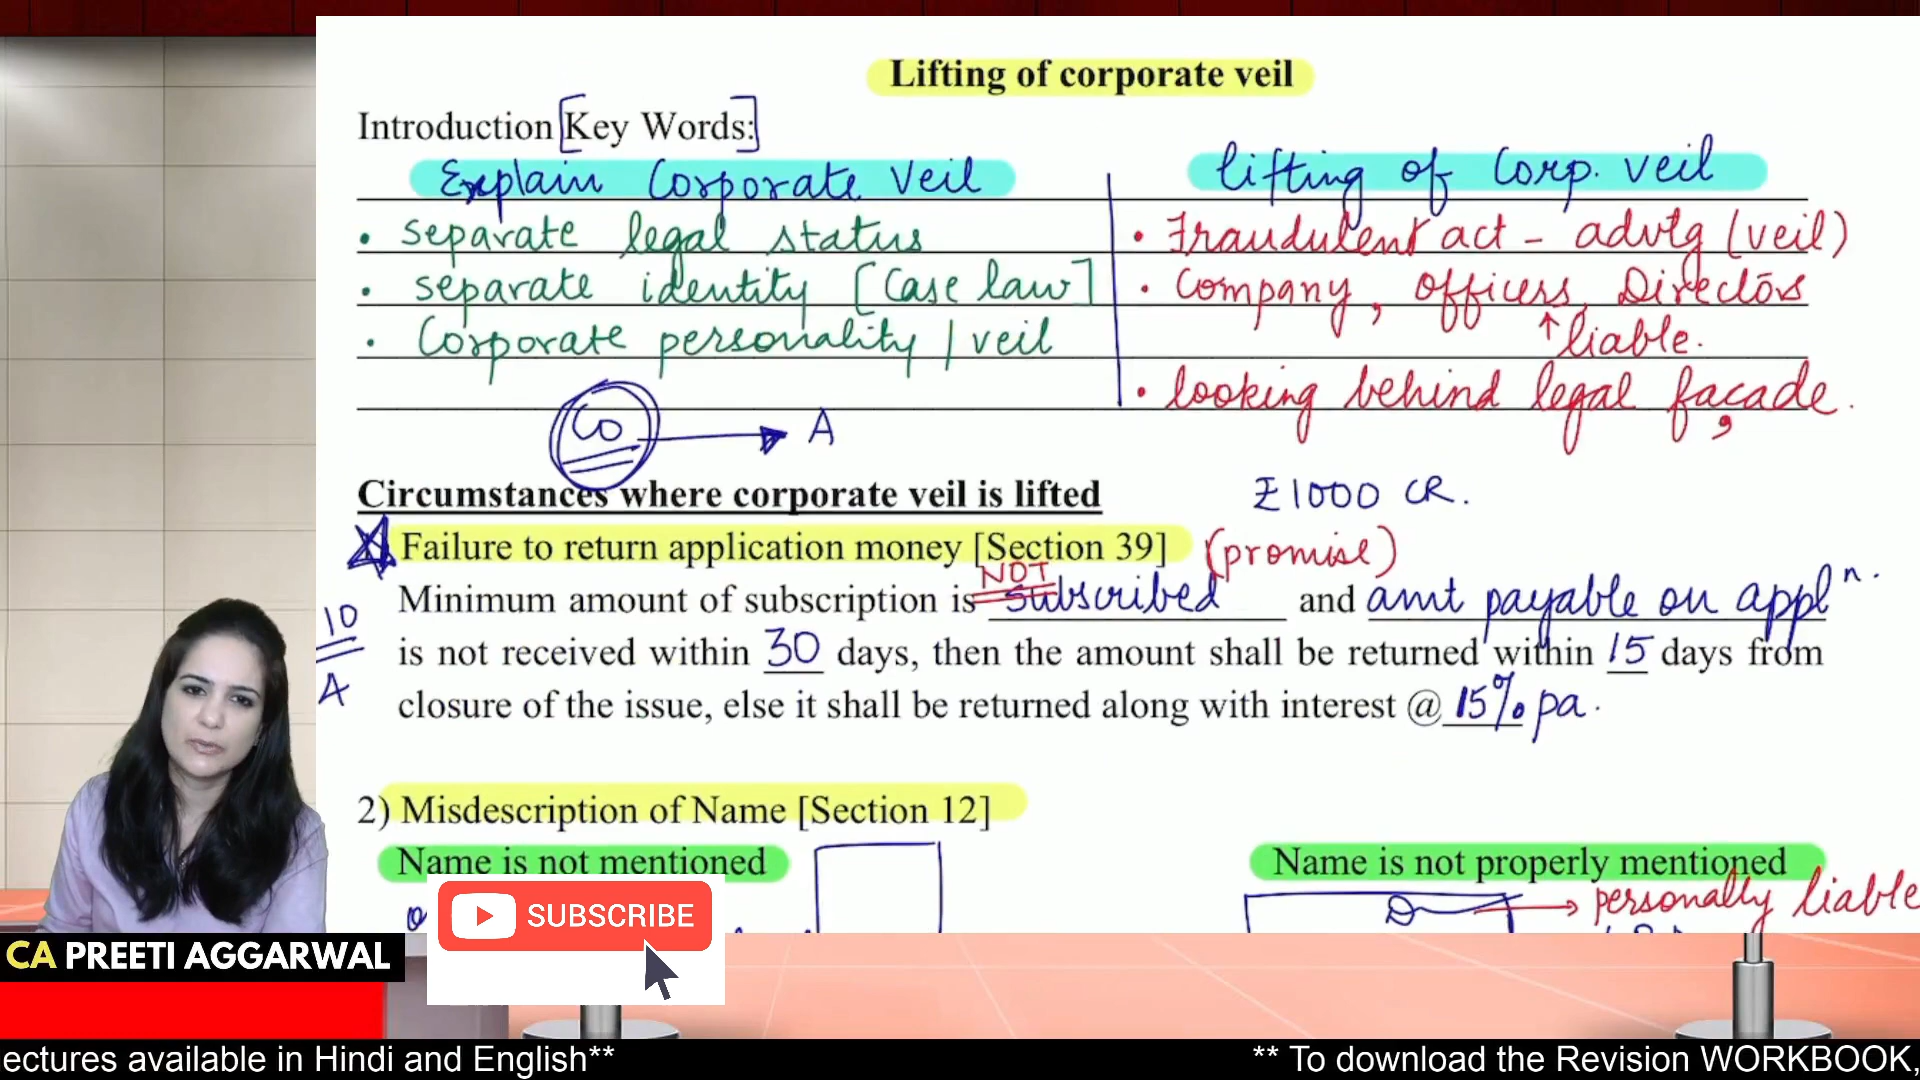 Lifting of corporate veil
Introduction [Key Words:]
Explain Corporate Veil
lifting of Corp. veil
• separate legal status
• Fraudulent act - advtg (veil)
• separate identity [Case law]
• Company, officers, Directors
↑ liable.
• Corporate personality / veil
• looking behind legal facade.
Co → A
Circumstances where corporate veil is lifted
₹1000 CR.
Failure to return application money [Section 39] (promise)
NOT
Minimum amount of subscription is subscribed and amt payable on appln.
10
is not received within 30 days, then the amount shall be returned within 15 days from
A
closure of the issue, else it shall be returned along with interest @ 15% pa.
2) Misdescription of Name [Section 12]
Name is not mentioned
Name is not properly mentioned
personally liable
SUBSCRIBE
CA PREETI AGGARWAL
ectures available in Hindi and English**
** To download the Revision WORKBOOK,